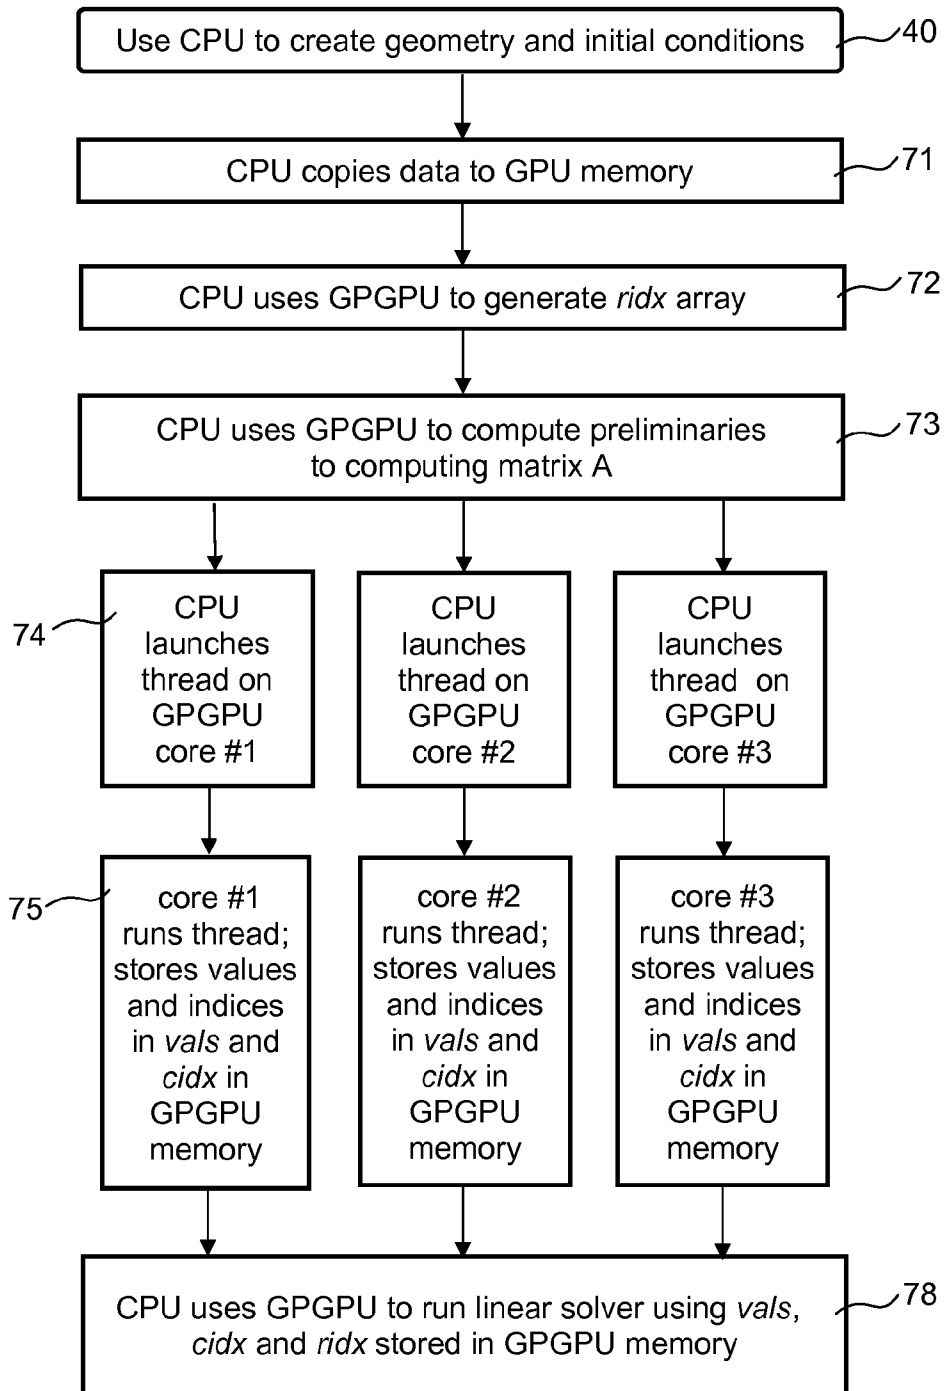 Use CPU to create geometry and initial conditions
40
CPU copies data to GPU memory
71
CPU uses GPGPU to generate ridx array
72
CPU uses GPGPU to compute preliminaries
to computing matrix A
73
74
CPU
launches
thread on
GPGPU
core #1
CPU
launches
thread on
GPGPU
core #2
CPU
launches
thread on
GPGPU
core #3
75
core #1
runs thread;
stores values
and indices
in vals and
cidx in
GPGPU
memory
core #2
runs thread;
stores values
and indices
in vals and
cidx in
GPGPU
memory
core #3
runs thread;
stores values
and indices
in vals and
cidx in
GPGPU
memory
CPU uses GPGPU to run linear solver using vals,
cidx and ridx stored in GPGPU memory
78